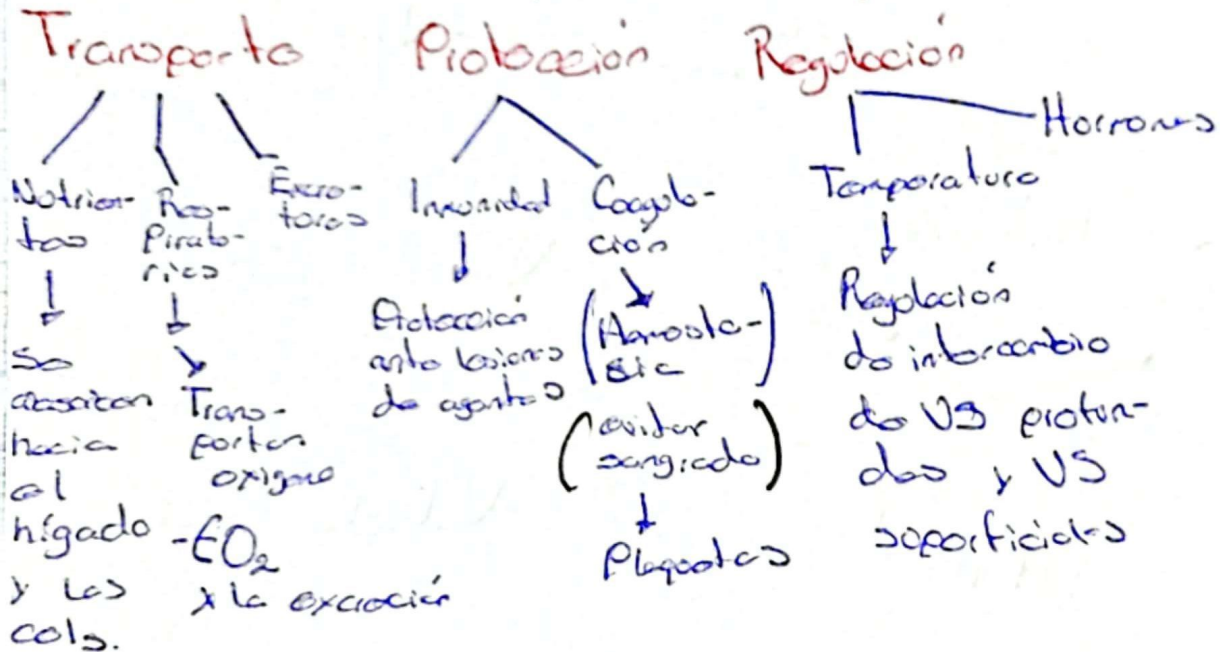 Transporte
Nutrien-
tes
Se
acarrean
hacia
el
hígado
y las
cels.
Res-
pirato-
rias
Trans-
portan
oxígeno
-CO₂
x la excreción
Excre-
toras
Protección
Inmunidad
Protección
ante lesiones
de agentes
Coagula-
ción
(Hemosta-
sia)
(evitar
sangrado)
Plaquetas
Regulación
Temperatura
Regulación
de intercambio
de VS profun-
dos y VS
superficiales
Hormonas